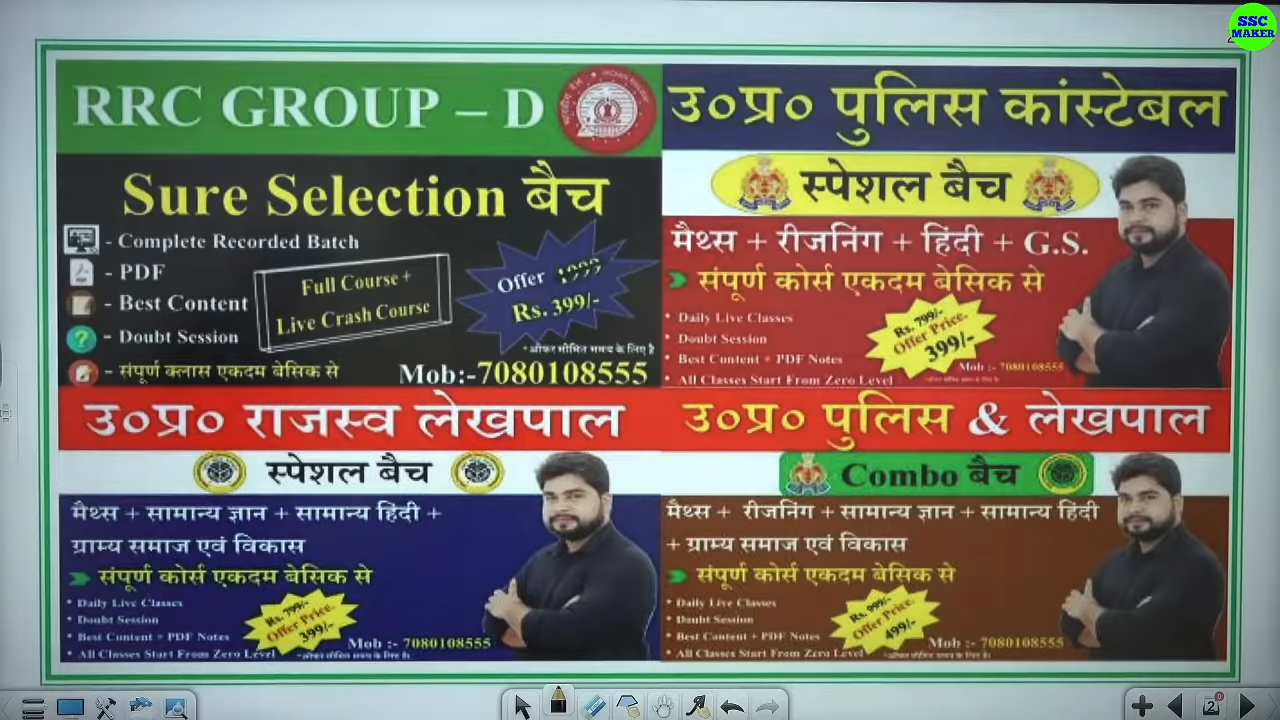 SSC
MAKER
RRC GROUP – D
Sure Selection बैच
- Complete Recorded Batch
- PDF
- Best Content
- Doubt Session
- संपूर्ण क्लास एकदम बेसिक से
Full Course +
Live Crash Course
Offer 1999
Rs. 399/-
*ऑफर सीमित समय के लिए है
Mob:-7080108555
उ०प्र० पुलिस कांस्टेबल
स्पेशल बैच
मैथ्स + रीजनिंग + हिंदी + G.S.
संपूर्ण कोर्स एकदम बेसिक से
* Daily Live Classes
* Doubt Session
* Best Content + PDF Notes
* All Classes Start From Zero Level
Rs. 799/-
Offer Price.
399/-
Mob :- 7080108555
उ०प्र० राजस्व लेखपाल
स्पेशल बैच
मैथ्स + सामान्य ज्ञान + सामान्य हिंदी +
ग्राम्य समाज एवं विकास
संपूर्ण कोर्स एकदम बेसिक से
* Daily Live Classes
* Doubt Session
* Best Content + PDF Notes
* All Classes Start From Zero Level
Rs. 799/-
Offer Price.
399/-
Mob :- 7080108555
उ०प्र० पुलिस & लेखपाल
Combo बैच
मैथ्स + रीजनिंग + सामान्य ज्ञान + सामान्य हिंदी
+ ग्राम्य समाज एवं विकास
संपूर्ण कोर्स एकदम बेसिक से
* Daily Live Classes
* Doubt Session
* Best Content + PDF Notes
* All Classes Start From Zero Level
Rs. 999/-
Offer Price.
499/-
Mob :- 7080108555
2